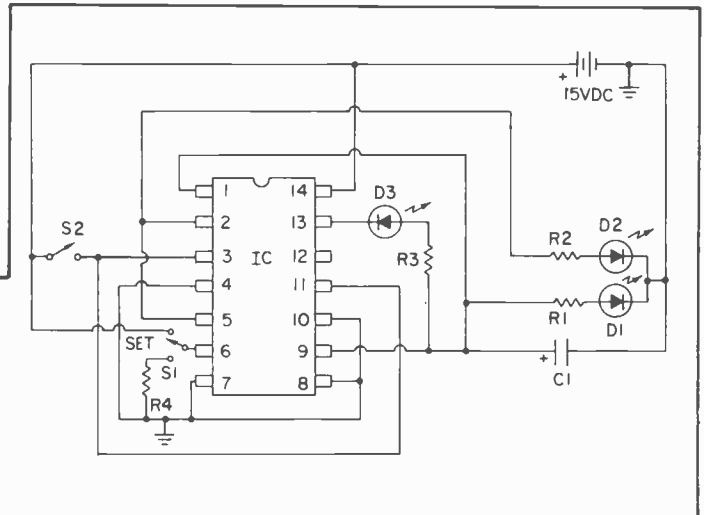 + 15VDC
1 14
2 13
3 12
4 11
5 10
6 9
7 8
IC
D3
R3
S2
D2
R2
R1
D1
+
C1
SET
S1
R4